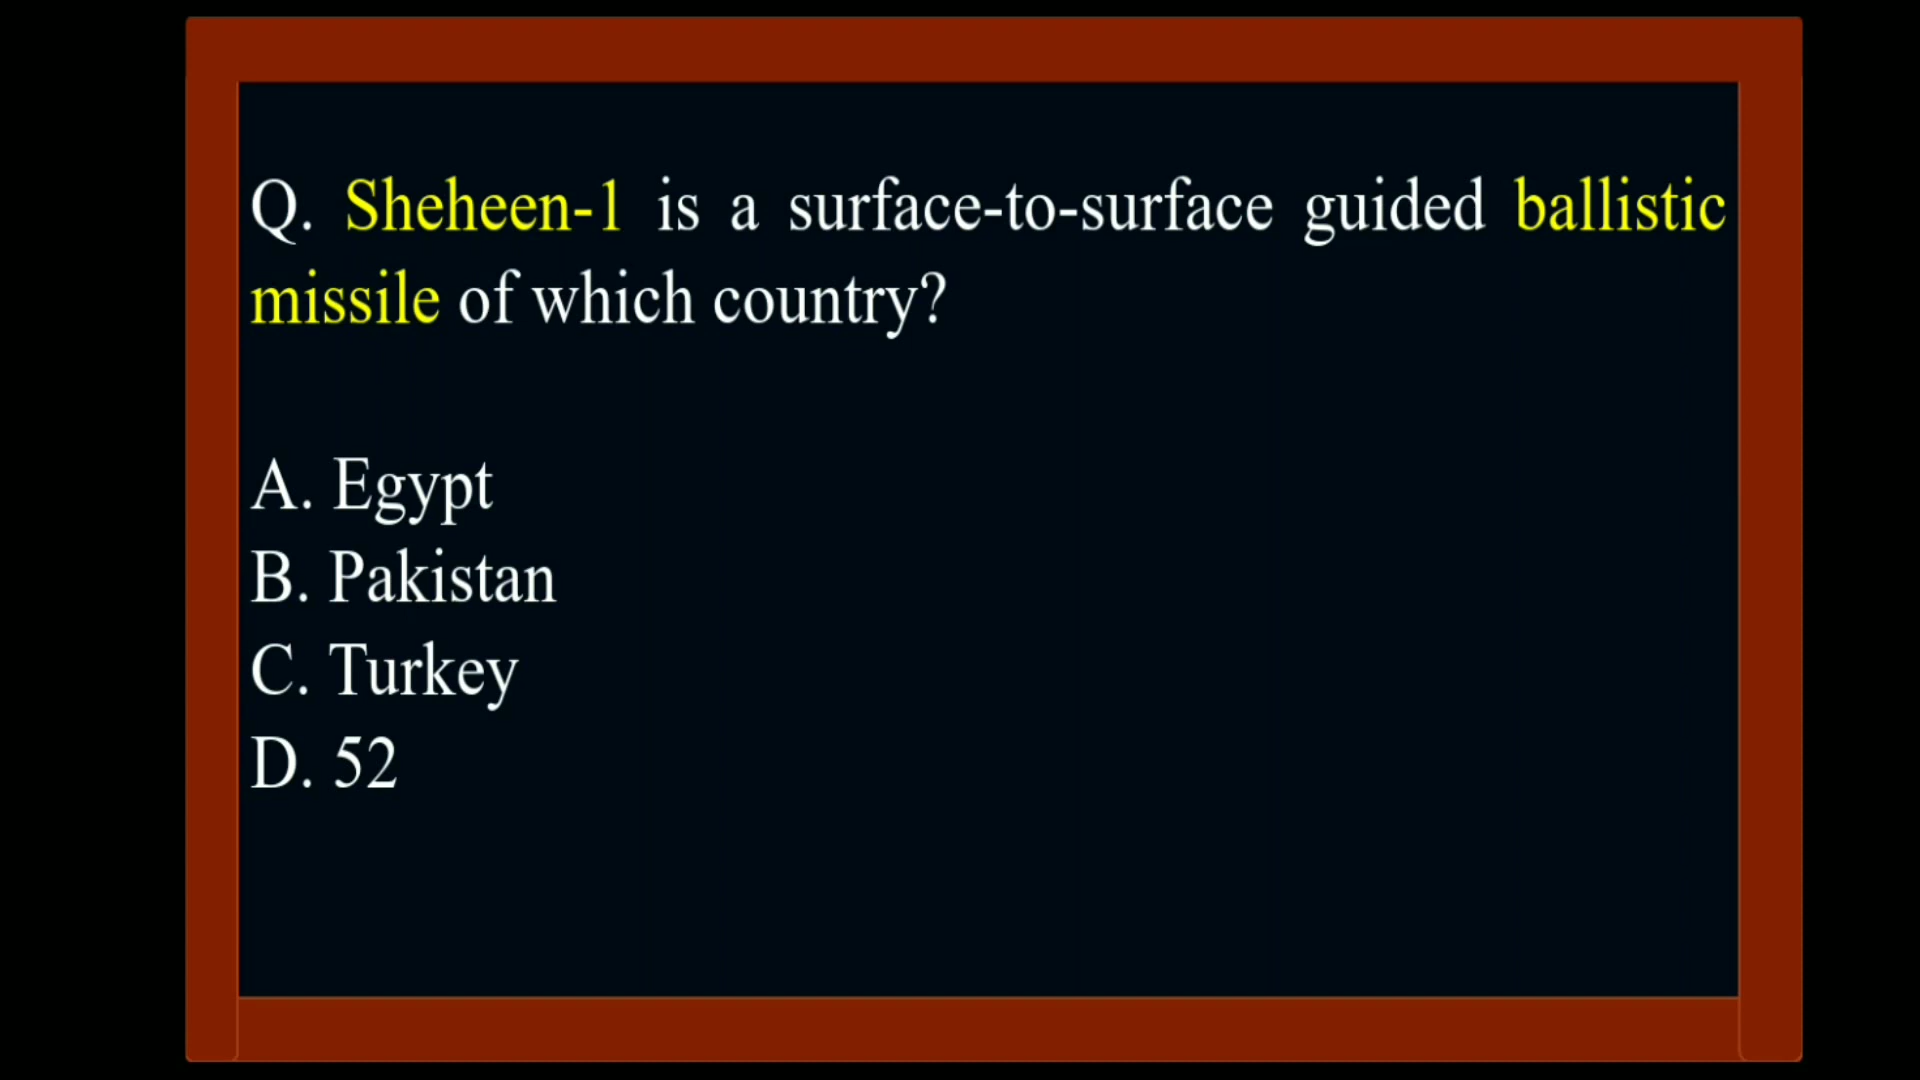 Q. Sheheen-1 is a surface-to-surface guided ballistic
missile of which country?
A. Egypt
B. Pakistan
C. Turkey
D. 52